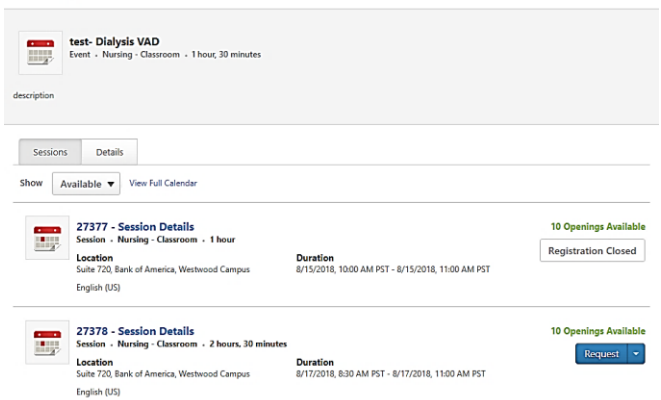 test- Dialysis VAD
Event - Nursing - Classroom - 1 hour, 30 minutes
description
Sessions Details
Show Available View Full Calendar
27377 - Session Details 10 Openings Available
Session - Nursing - Classroom - 1 hour
Registration Closed
Location Duration
Suite 720, Bank of America, Westwood Campus 8/15/2018, 10:00 AM PST - 8/15/2018, 11:00 AM PST
English (US)
27378 - Session Details 10 Openings Available
Session - Nursing - Classroom - 2 hours, 30 minutes
Request
Location Duration
Suite 720, Bank of America, Westwood Campus 8/17/2018, 8:30 AM PST - 8/17/2018, 11:00 AM PST
English (US)